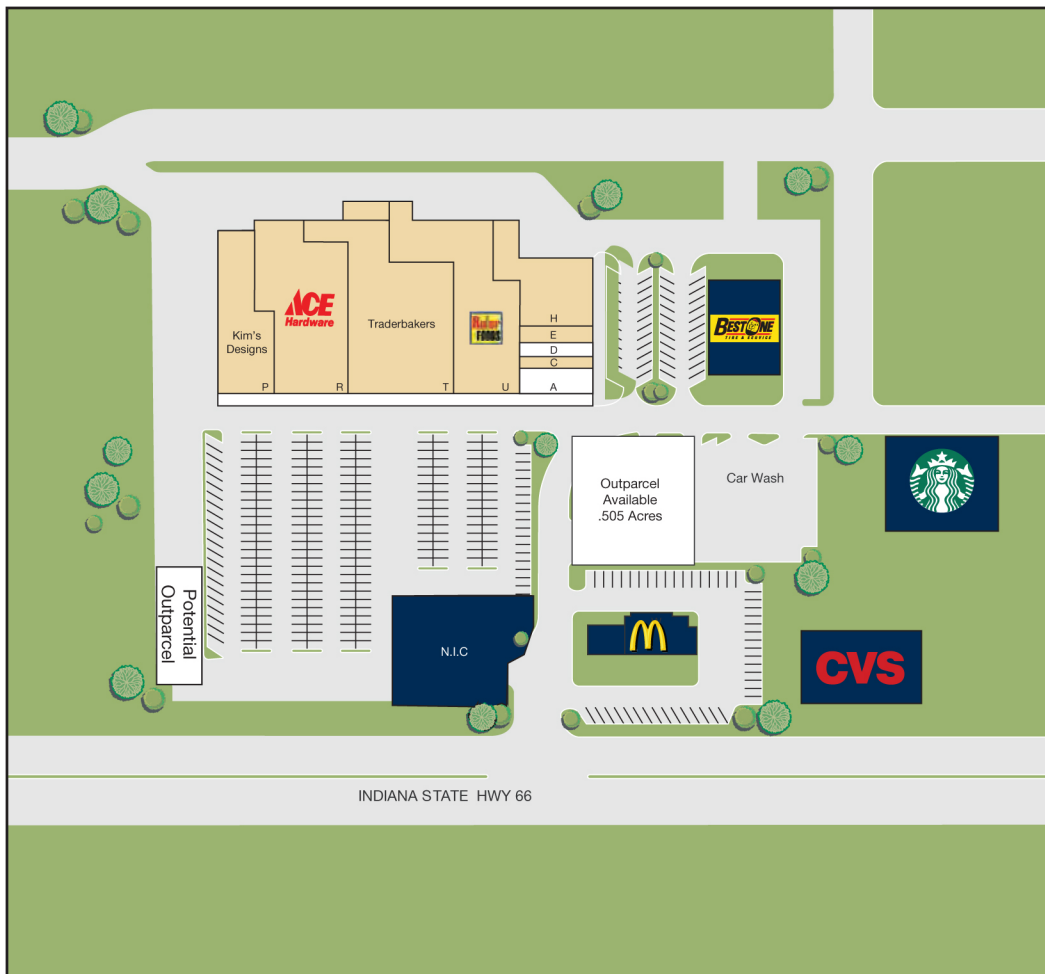 ACE
Hardware
Kim's
Designs
Traderbakers
Ruler
FOODS
H
E
D
C
A
P
R
T
U
BEST ONE
TIRE & SERVICE
Outparcel
Available
.505 Acres
Car Wash
Potential
Outparcel
N.I.C
CVS
INDIANA STATE HWY 66